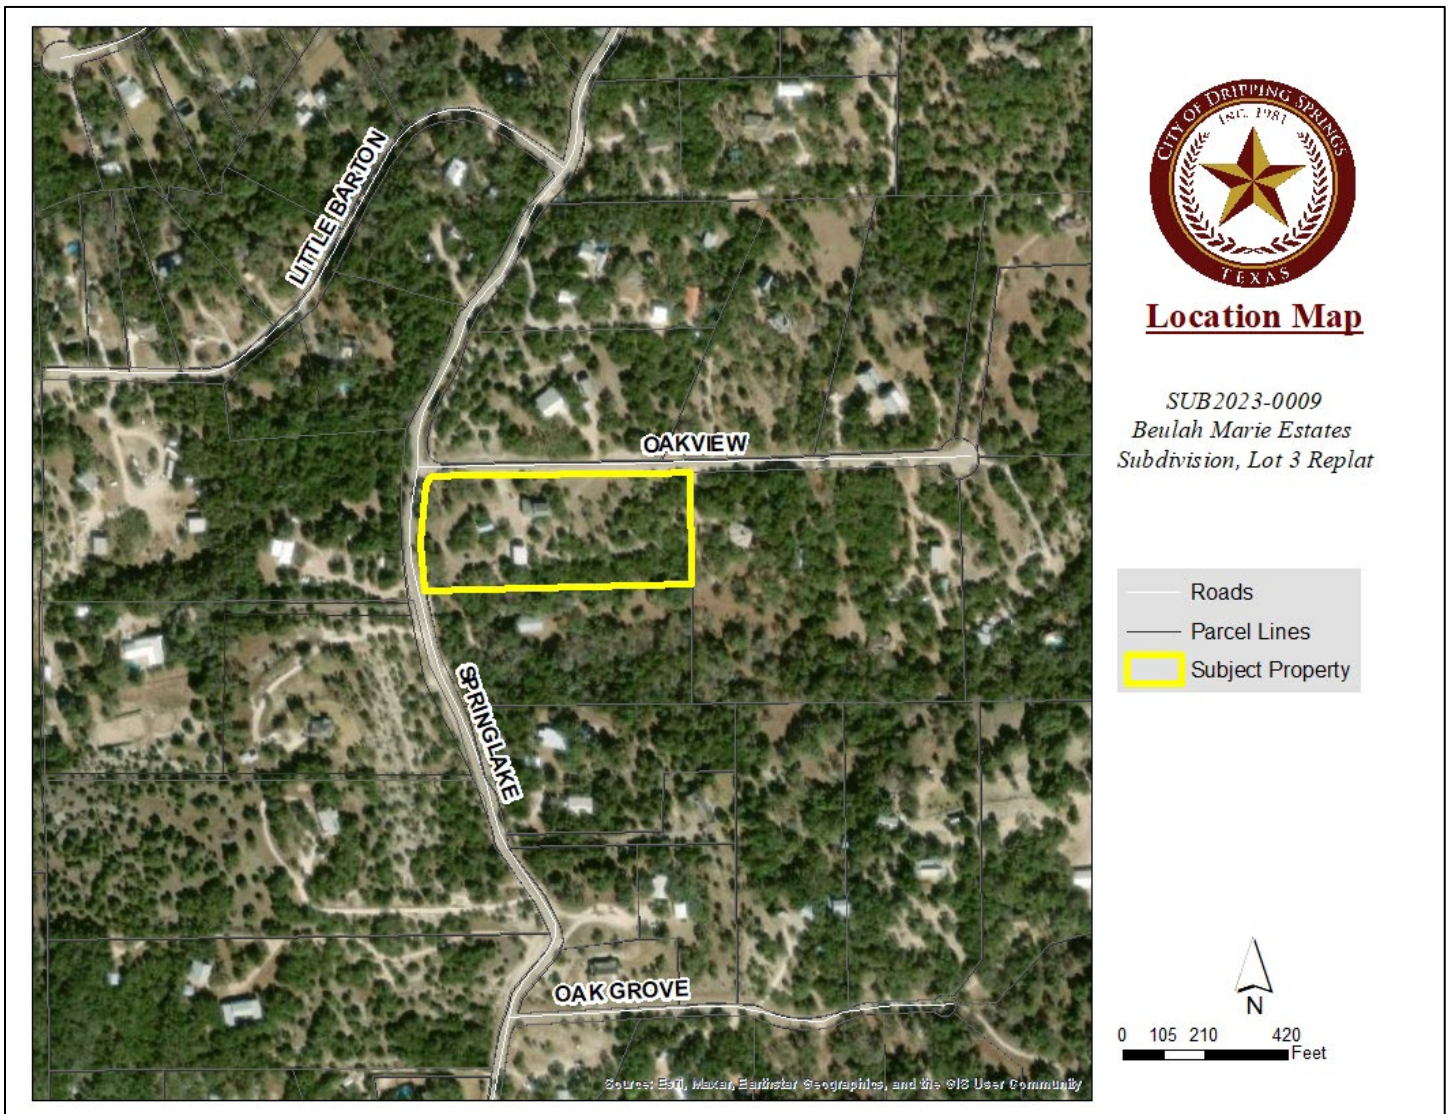 LITTLE BARTON
OAKVIEW
SPRINGLAKE
OAK GROVE
Source: Esri, Maxar, Earthstar Geographics, and the GIS User Community
CITY OF DRIPPING SPRINGS
INC. 1981
TEXAS
Location Map
SUB2023-0009
Beulah Marie Estates
Subdivision, Lot 3 Replat
Roads
Parcel Lines
Subject Property
N
0 105 210 420
Feet